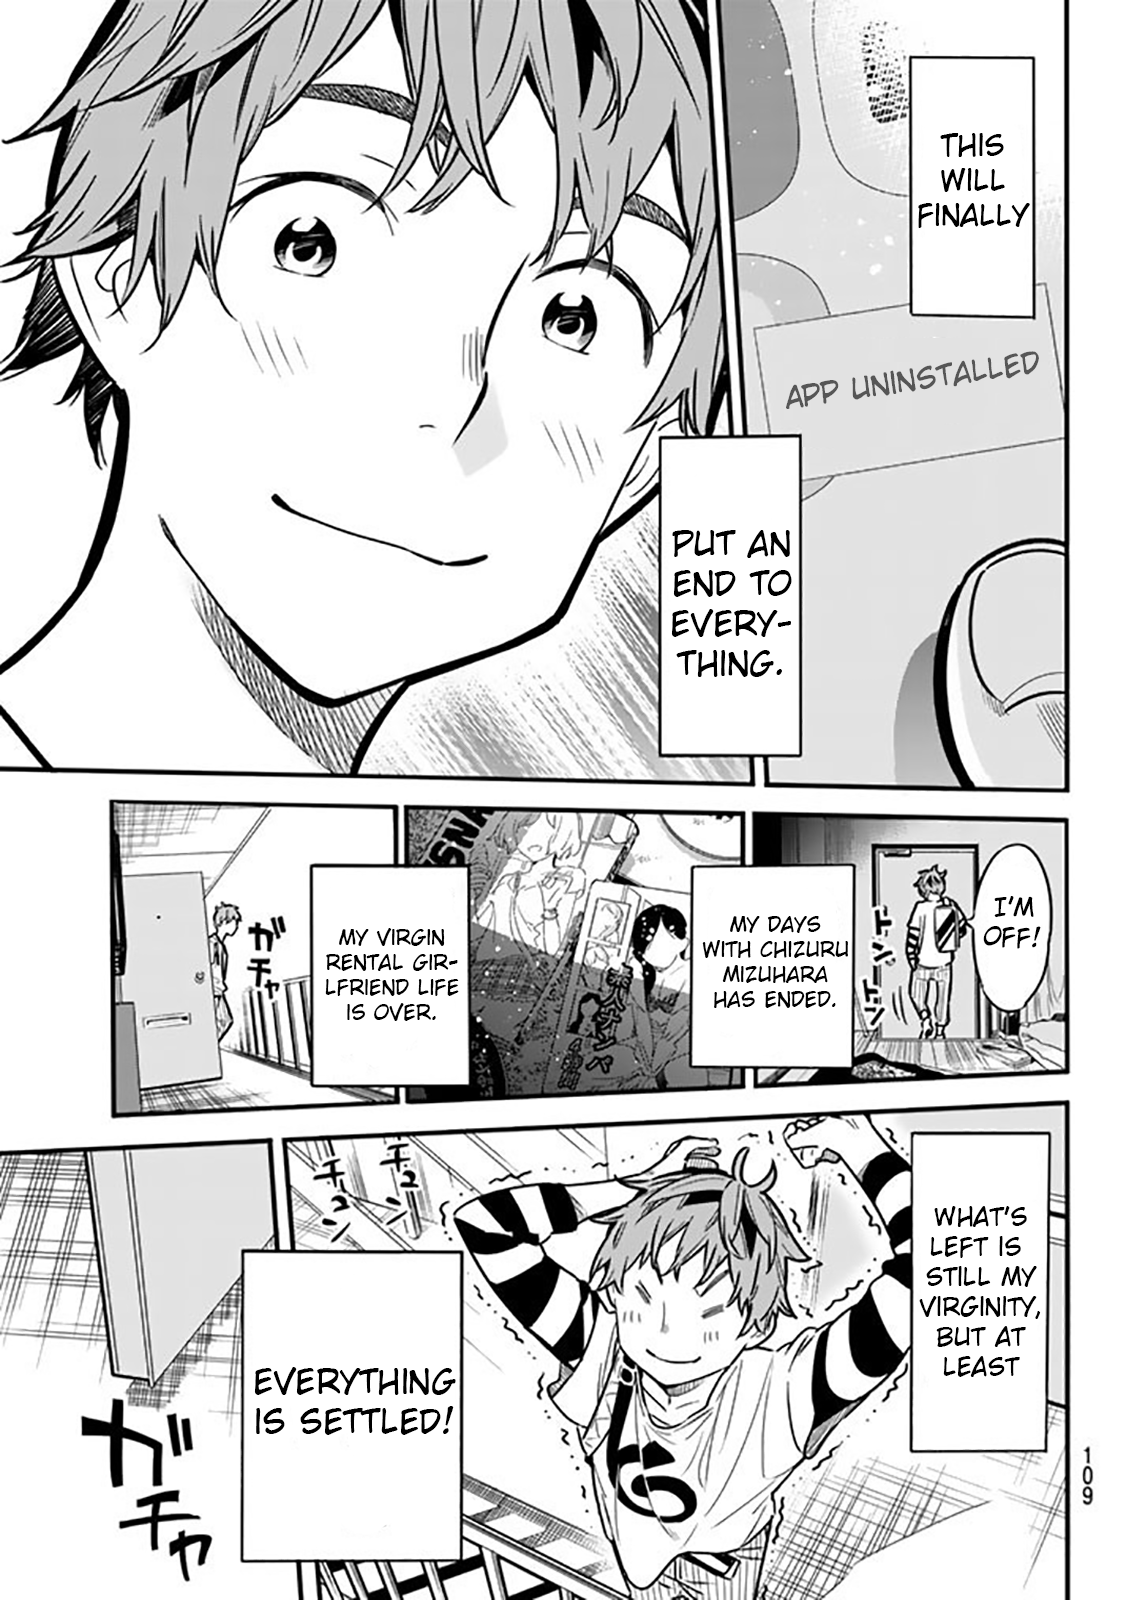 THIS
WILL
FINALLY
APP UNINSTALLED
PUT AN
END TO
EVERY-
THING.
I'M
OFF!
トン
トン
MY DAYS
WITH CHIZURU
MIZUHARA
HAS ENDED.
MY VIRGIN
RENTAL GIR-
LFRIEND LIFE
IS OVER.
ガチャ
WHAT'S
LEFT IS
STILL MY
VIRGINITY,
BUT AT
LEAST
チュン
チュン
EVERYTHING
IS SETTLED!
ガチャ
109